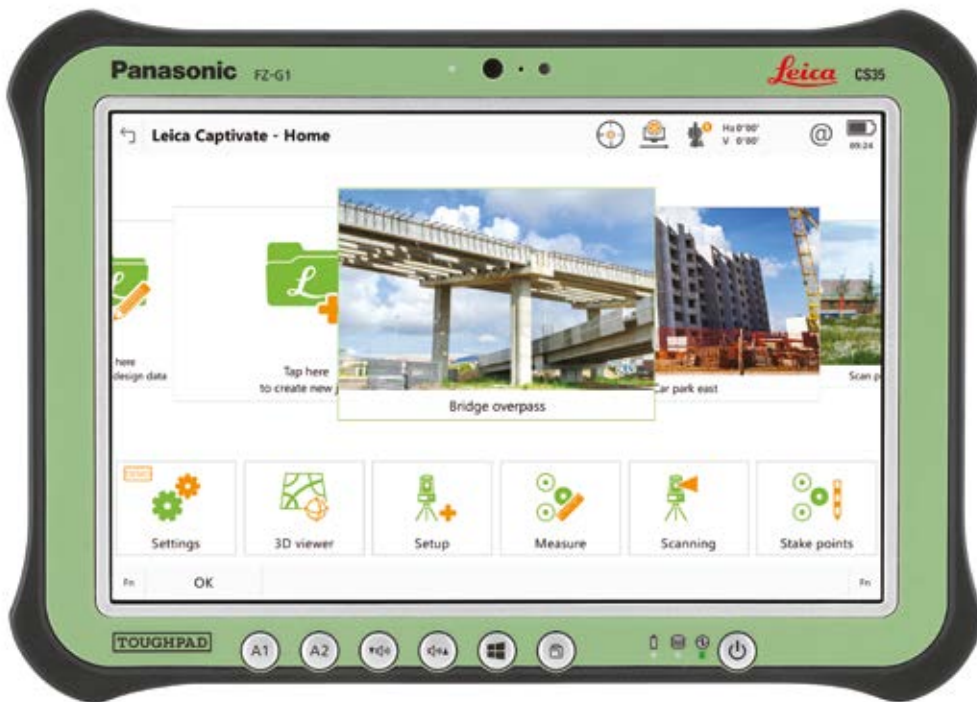 Panasonic FZ-G1
Leica CS35
Leica Captivate - Home
Hz 0°00'
V 0°00'
@
09:24
here
design data
Tap here
to create new j
Bridge overpass
Car park east
Scan p
Settings
3D viewer
Setup
Measure
Scanning
Stake points
Fn
OK
Fn
TOUGHPAD
A1
A2